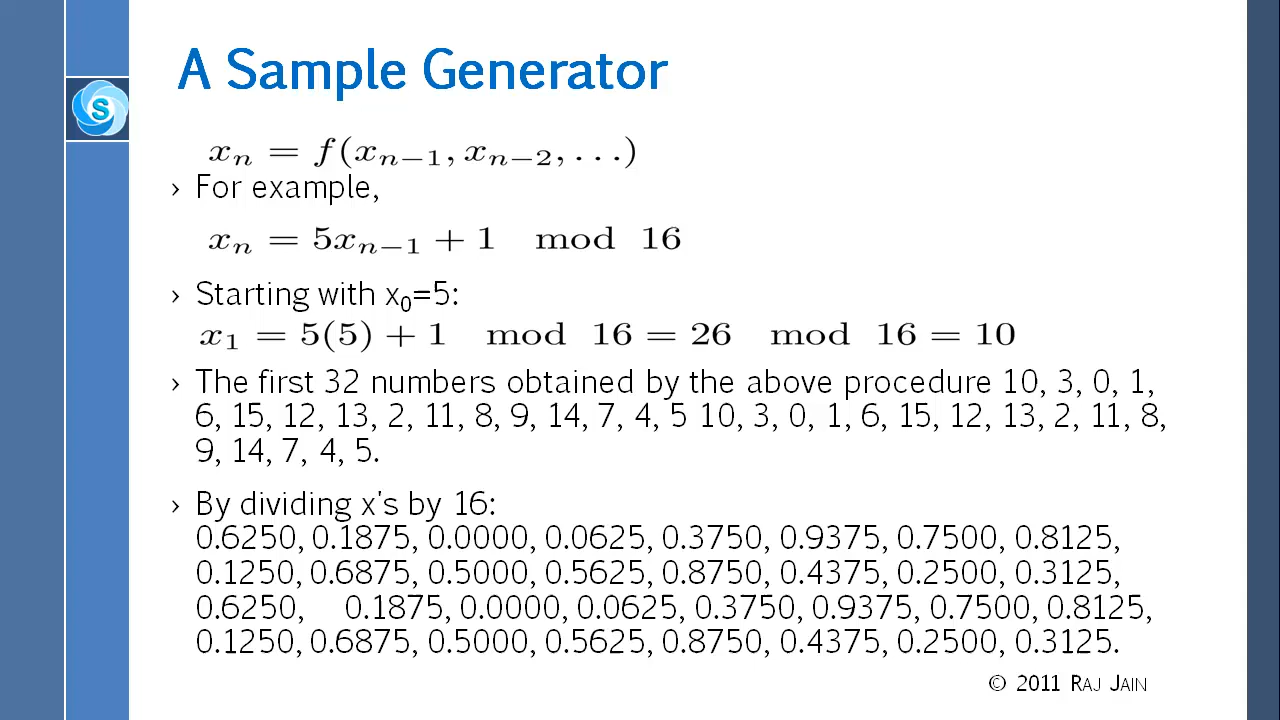 A Sample Generator
S
xₙ = f(xₙ₋₁, xₙ₋₂, . . .)
› For example,
xₙ = 5xₙ₋₁ + 1 mod 16
› Starting with x₀=5:
x₁ = 5(5) + 1 mod 16 = 26 mod 16 = 10
› The first 32 numbers obtained by the above procedure 10, 3, 0, 1,
6, 15, 12, 13, 2, 11, 8, 9, 14, 7, 4, 5 10, 3, 0, 1, 6, 15, 12, 13, 2, 11, 8,
9, 14, 7, 4, 5.
› By dividing x's by 16:
0.6250, 0.1875, 0.0000, 0.0625, 0.3750, 0.9375, 0.7500, 0.8125,
0.1250, 0.6875, 0.5000, 0.5625, 0.8750, 0.4375, 0.2500, 0.3125,
0.6250, 0.1875, 0.0000, 0.0625, 0.3750, 0.9375, 0.7500, 0.8125,
0.1250, 0.6875, 0.5000, 0.5625, 0.8750, 0.4375, 0.2500, 0.3125.
© 2011 Raj Jain